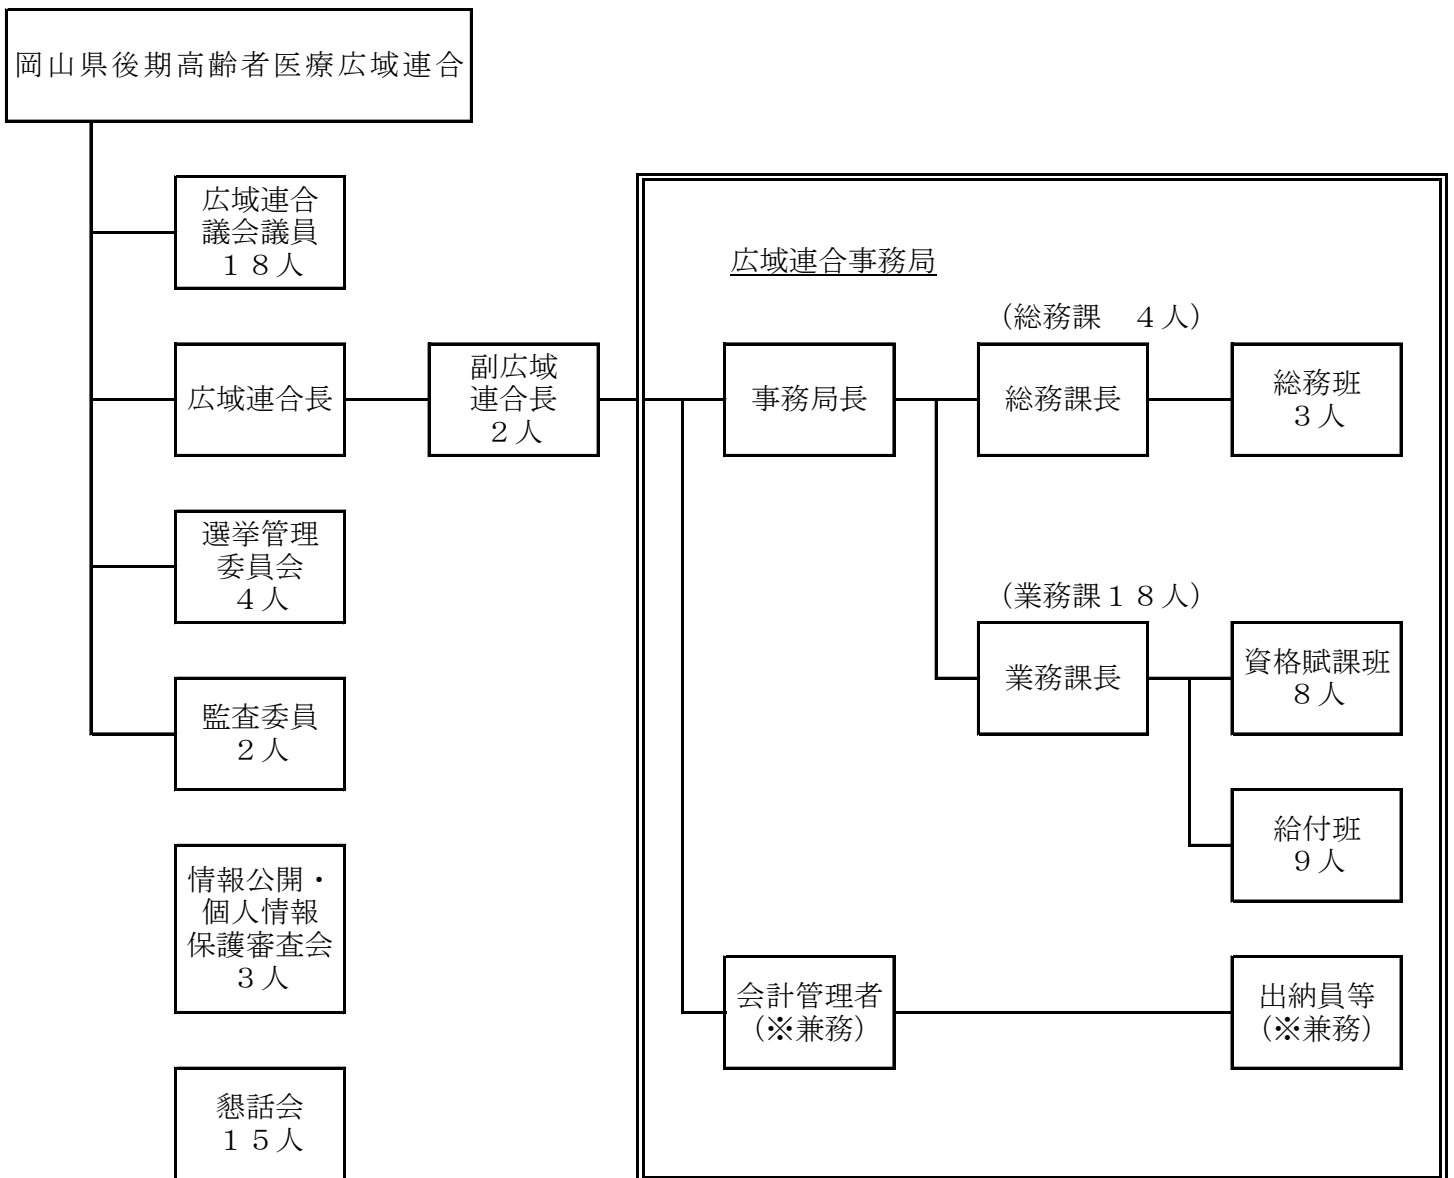 岡山県後期高齢者医療広域連合
広域連合
議会議員
１８人
広域連合長
副広域
連合長
２人
選挙管理
委員会
４人
監査委員
２人
情報公開・
個人情報
保護審査会
３人
懇話会
１５人
広域連合事務局
事務局長
（総務課　４人）
総務課長
総務班
３人
（業務課１８人）
業務課長
資格賦課班
８人
給付班
９人
会計管理者
（※兼務）
出納員等
（※兼務）